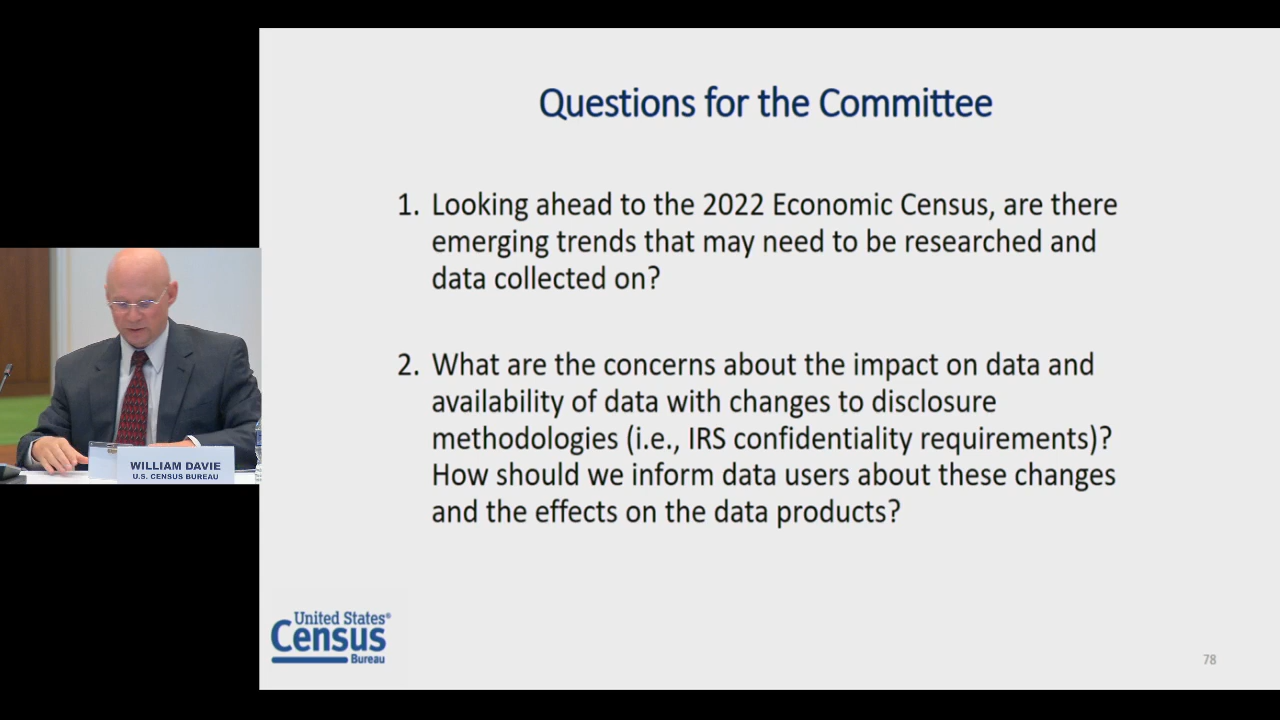 Questions for the Committee
1. Looking ahead to the 2022 Economic Census, are there
emerging trends that may need to be researched and
data collected on?
2. What are the concerns about the impact on data and
availability of data with changes to disclosure
methodologies (i.e., IRS confidentiality requirements)?
How should we inform data users about these changes
and the effects on the data products?
WILLIAM DAVIE
U.S. CENSUS BUREAU
United States®
Census
Bureau
78